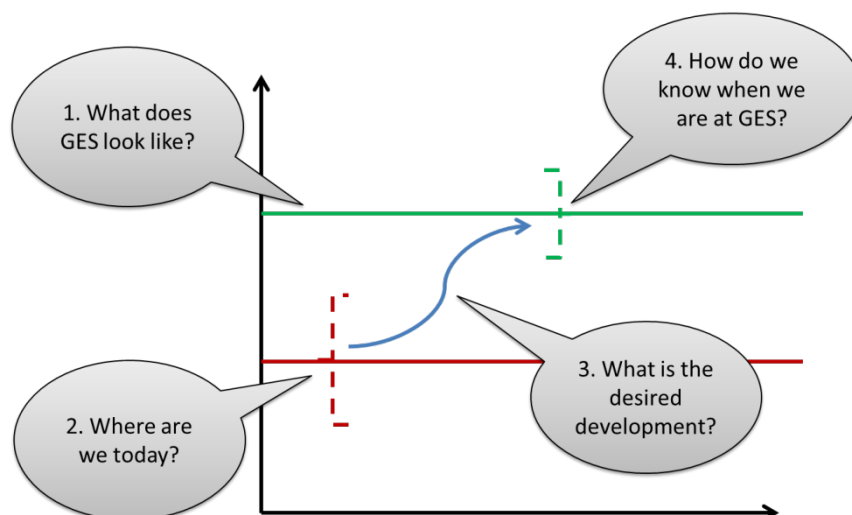 1. What does
GES look like?
4. How do we
know when we
are at GES?
2. Where are
we today?
3. What is the
desired
development?